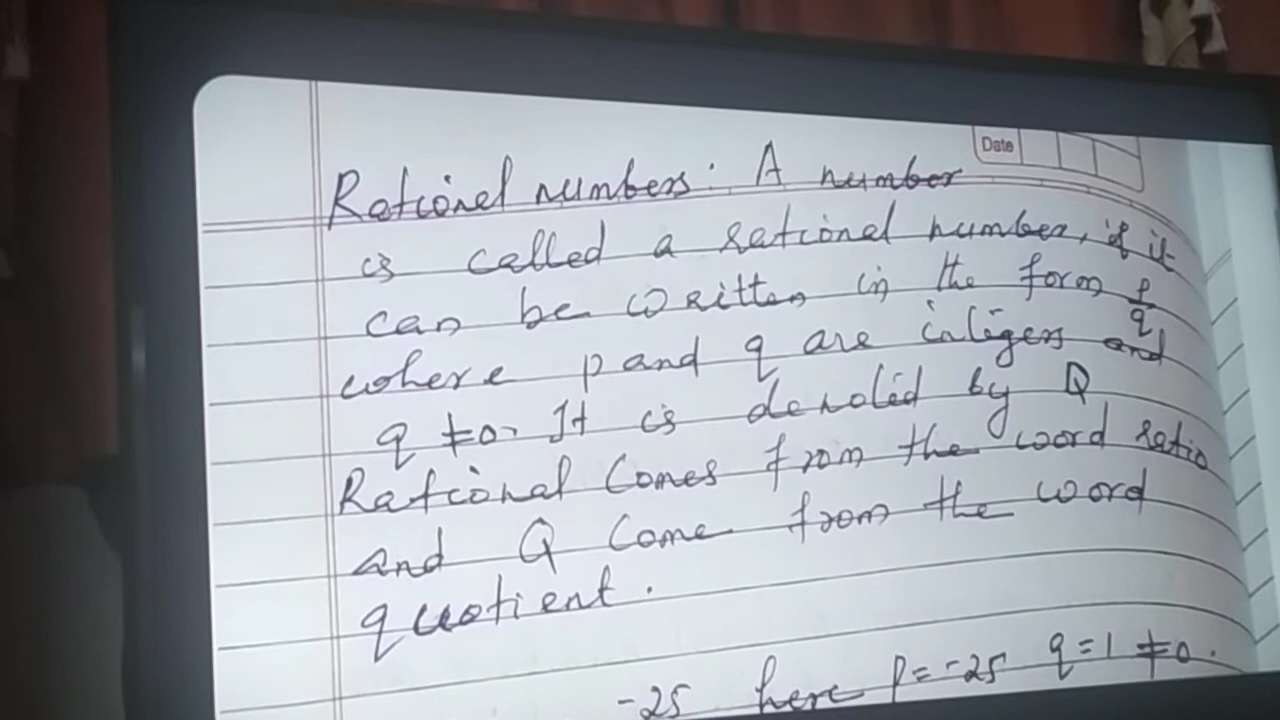 Date
Rational numbers: A number
is called a rational number, if it
can be written in the form p/q
where p and q are integers and
q ≠ 0. It is denoted by Q
Rational Comes from the word ratio
and Q Come from the word
quotient.
-25 here p = -25 q = 1 ≠ 0.